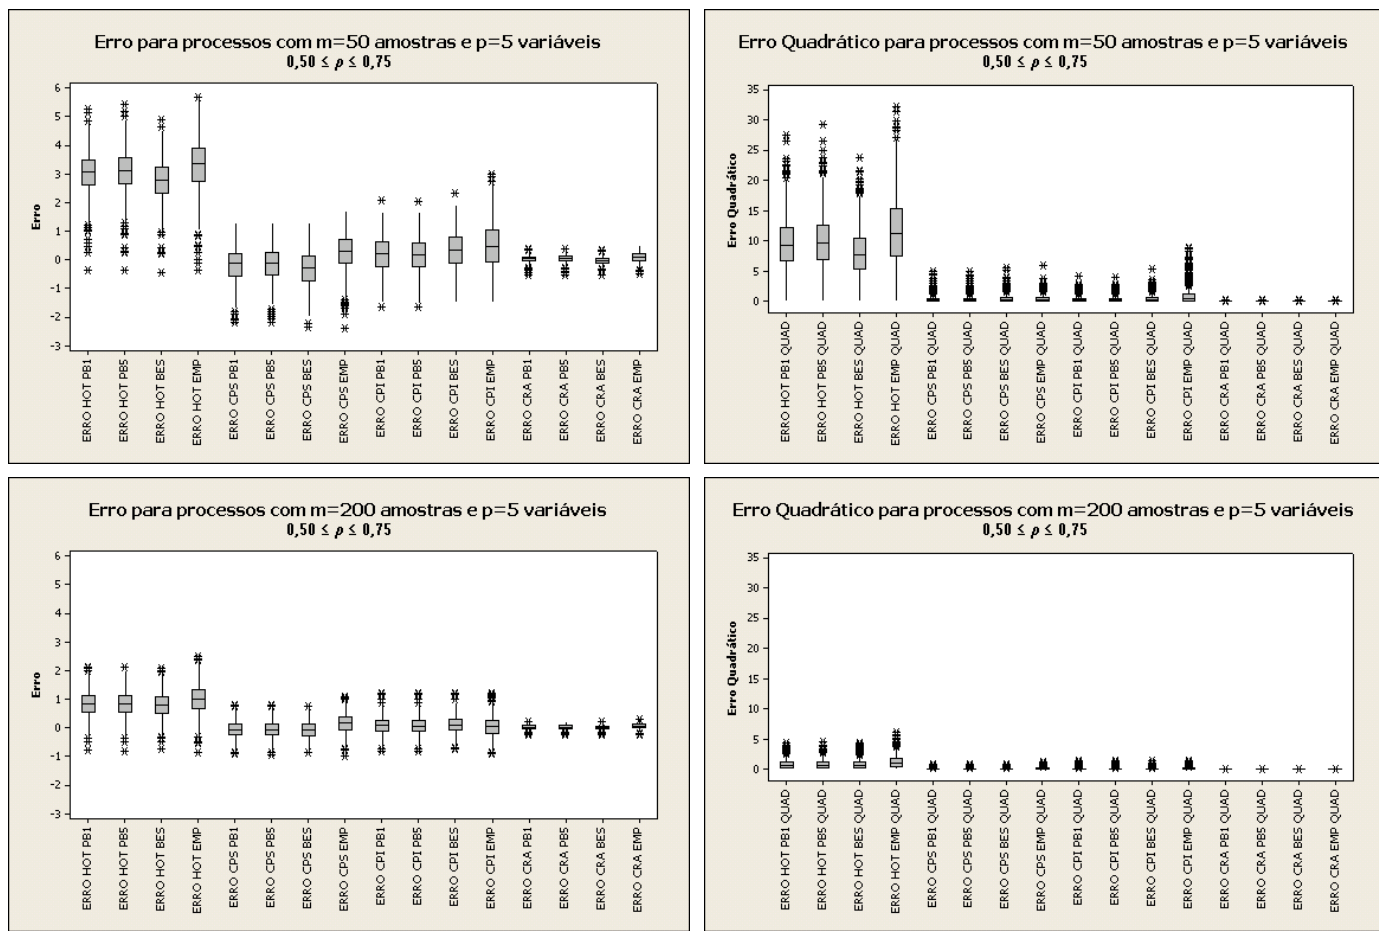 Erro para processos com m=50 amostras e p=5 variáveis
0,50 ≤ ρ ≤ 0,75
Erro
6
5
4
3
2
1
0
-1
-2
-3
ERRO HOT PB1
ERRO HOT PB5
ERRO HOT BES
ERRO HOT EMP
ERRO CPS PB1
ERRO CPS PB5
ERRO CPS BES
ERRO CPS EMP
ERRO CPI PB1
ERRO CPI PB5
ERRO CPI BES
ERRO CPI EMP
ERRO CRA PB1
ERRO CRA PB5
ERRO CRA BES
ERRO CRA EMP
Erro Quadrático para processos com m=50 amostras e p=5 variáveis
0,50 ≤ ρ ≤ 0,75
Erro Quadrático
35
30
25
20
15
10
5
0
ERRO HOT PB1 QUAD
ERRO HOT PB5 QUAD
ERRO HOT BES QUAD
ERRO HOT EMP QUAD
ERRO CPS PB1 QUAD
ERRO CPS PB5 QUAD
ERRO CPS BES QUAD
ERRO CPS EMP QUAD
ERRO CPI PB1 QUAD
ERRO CPI PB5 QUAD
ERRO CPI BES QUAD
ERRO CPI EMP QUAD
ERRO CRA PB1 QUAD
ERRO CRA PB5 QUAD
ERRO CRA BES QUAD
ERRO CRA EMP QUAD
Erro para processos com m=200 amostras e p=5 variáveis
0,50 ≤ ρ ≤ 0,75
Erro
6
5
4
3
2
1
0
-1
-2
-3
ERRO HOT PB1
ERRO HOT PB5
ERRO HOT BES
ERRO HOT EMP
ERRO CPS PB1
ERRO CPS PB5
ERRO CPS BES
ERRO CPS EMP
ERRO CPI PB1
ERRO CPI PB5
ERRO CPI BES
ERRO CPI EMP
ERRO CRA PB1
ERRO CRA PB5
ERRO CRA BES
ERRO CRA EMP
Erro Quadrático para processos com m=200 amostras e p=5 variáveis
0,50 ≤ ρ ≤ 0,75
Erro Quadrático
35
30
25
20
15
10
5
0
ERRO HOT PB1 QUAD
ERRO HOT PB5 QUAD
ERRO HOT BES QUAD
ERRO HOT EMP QUAD
ERRO CPS PB1 QUAD
ERRO CPS PB5 QUAD
ERRO CPS BES QUAD
ERRO CPS EMP QUAD
ERRO CPI PB1 QUAD
ERRO CPI PB5 QUAD
ERRO CPI BES QUAD
ERRO CPI EMP QUAD
ERRO CRA PB1 QUAD
ERRO CRA PB5 QUAD
ERRO CRA BES QUAD
ERRO CRA EMP QUAD